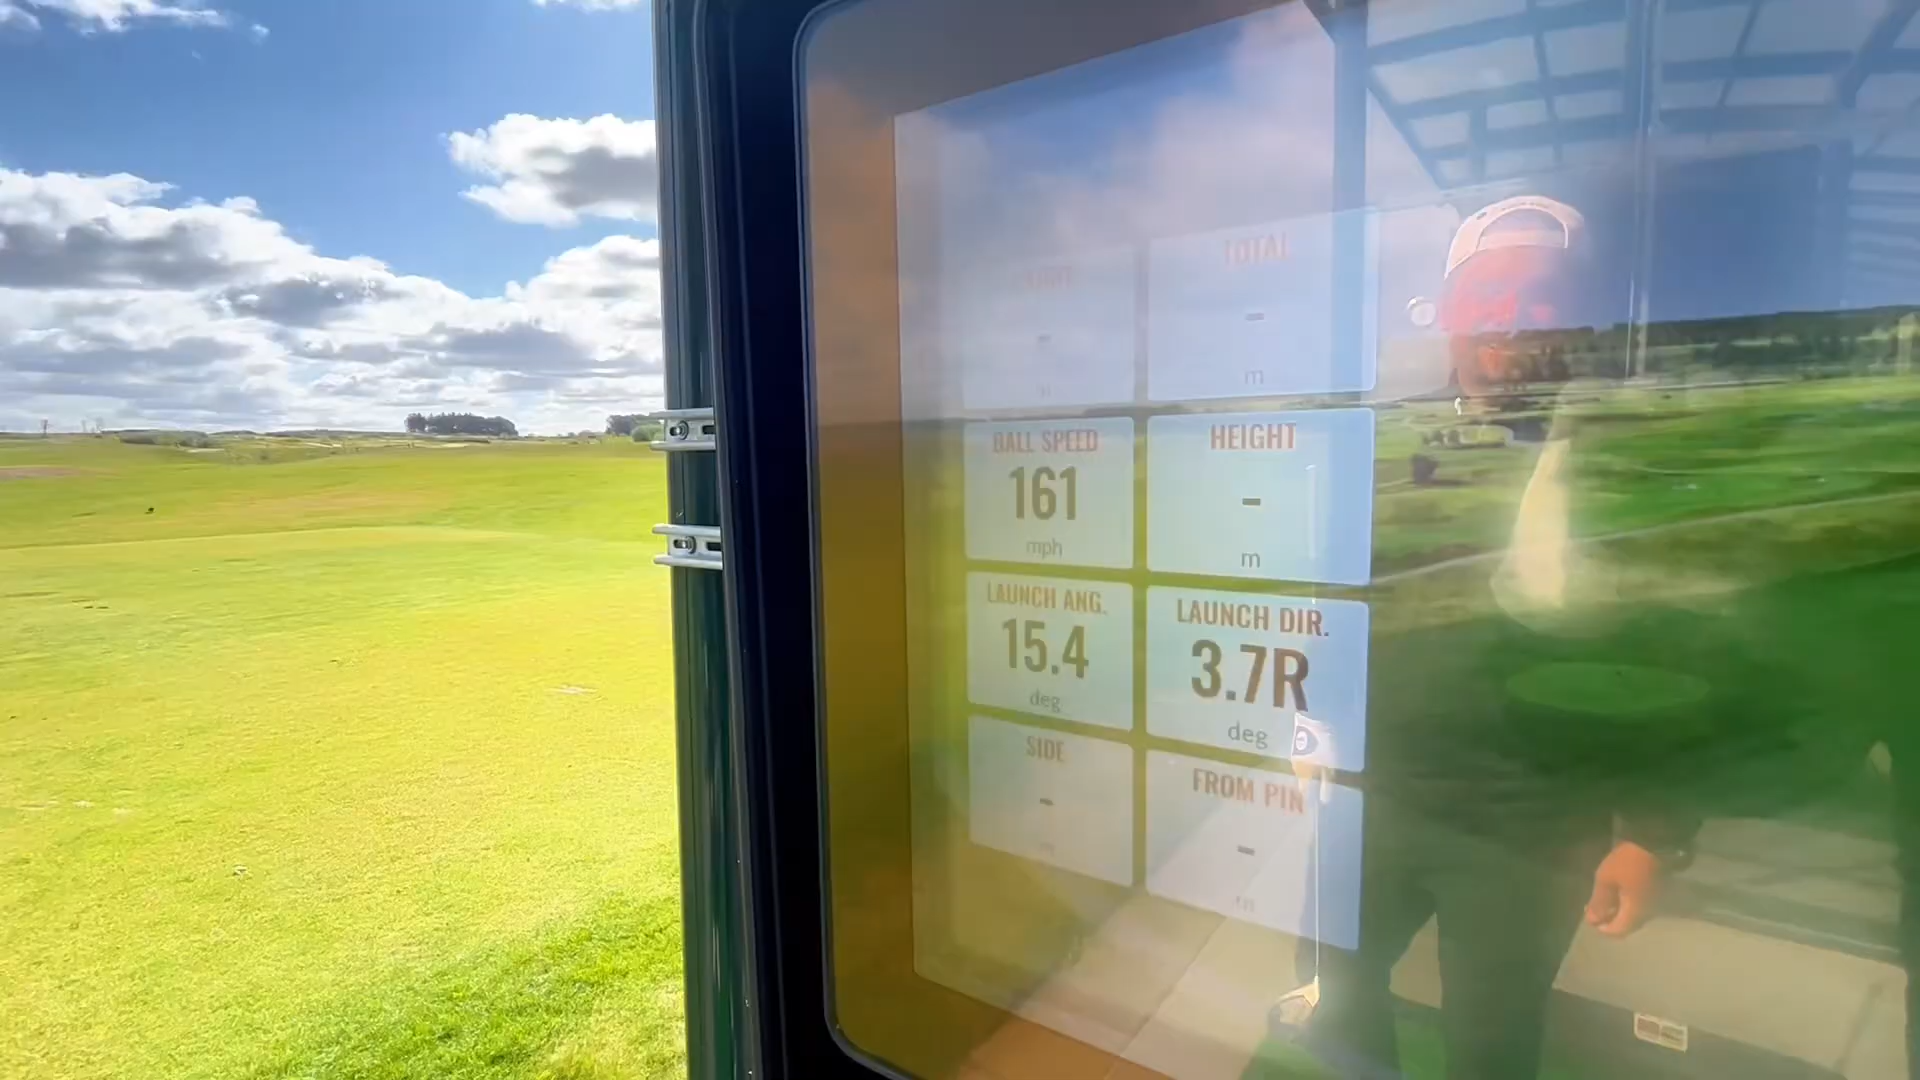 TOTAL
-
m
-
BALL SPEED
161
mph
HEIGHT
-
m
LAUNCH ANG.
15.4
deg
LAUNCH DIR.
3.7R
deg
SIDE
-
FROM PIN
-
m